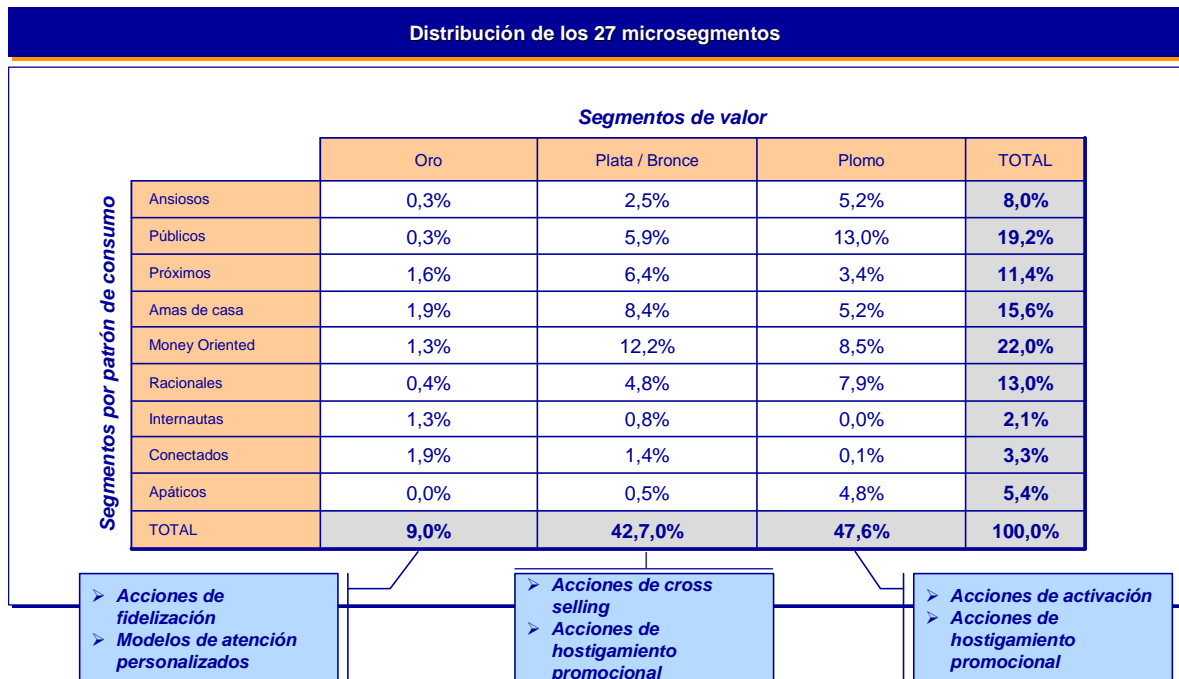 Distribución de los 27 microsegmentos
Segmentos de valor
Segmentos por patrón de consumo
Oro Plata / Bronce Plomo TOTAL
Ansiosos 0,3% 2,5% 5,2% 8,0%
Públicos 0,3% 5,9% 13,0% 19,2%
Próximos 1,6% 6,4% 3,4% 11,4%
Amas de casa 1,9% 8,4% 5,2% 15,6%
Money Oriented 1,3% 12,2% 8,5% 22,0%
Racionales 0,4% 4,8% 7,9% 13,0%
Internautas 1,3% 0,8% 0,0% 2,1%
Conectados 1,9% 1,4% 0,1% 3,3%
Apáticos 0,0% 0,5% 4,8% 5,4%
TOTAL 9,0% 42,7,0% 47,6% 100,0%
➢ Acciones de
fidelización
➢ Modelos de atención
personalizados
➢ Acciones de cross
selling
➢ Acciones de
hostigamiento
promocional
➢ Acciones de activación
➢ Acciones de
hostigamiento
promocional